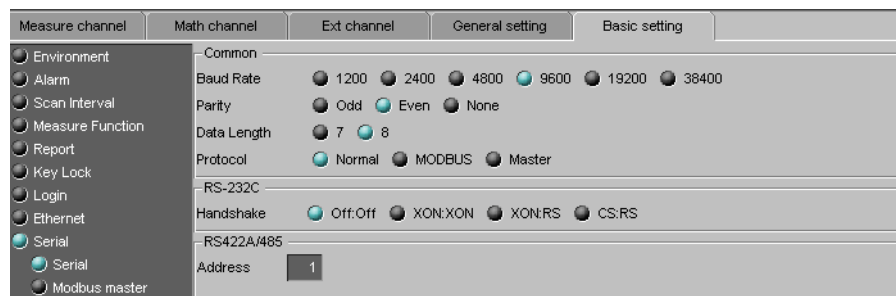 Measure channel Math channel Ext channel General setting Basic setting
Environment
Alarm
Scan Interval
Measure Function
Report
Key Lock
Login
Ethernet
Serial
Serial
Modbus master
Common
Baud Rate 1200 2400 4800 9600 19200 38400
Parity Odd Even None
Data Length 7 8
Protocol Normal MODBUS Master
RS-232C
Handshake Off:Off XON:XON XON:RS CS:RS
RS422A/485
Address 1